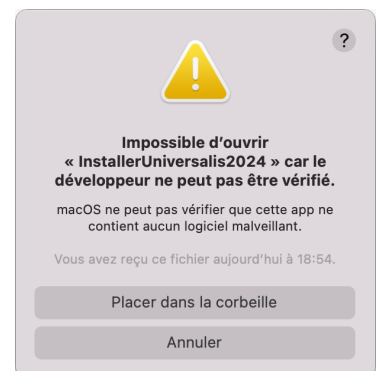 ?
Impossible d’ouvrir
« InstallerUniversalis2024 » car le
développeur ne peut pas être vérifié.
macOS ne peut pas vérifier que cette app ne
contient aucun logiciel malveillant.
Vous avez reçu ce fichier aujourd’hui à 18:54.
Placer dans la corbeille
Annuler